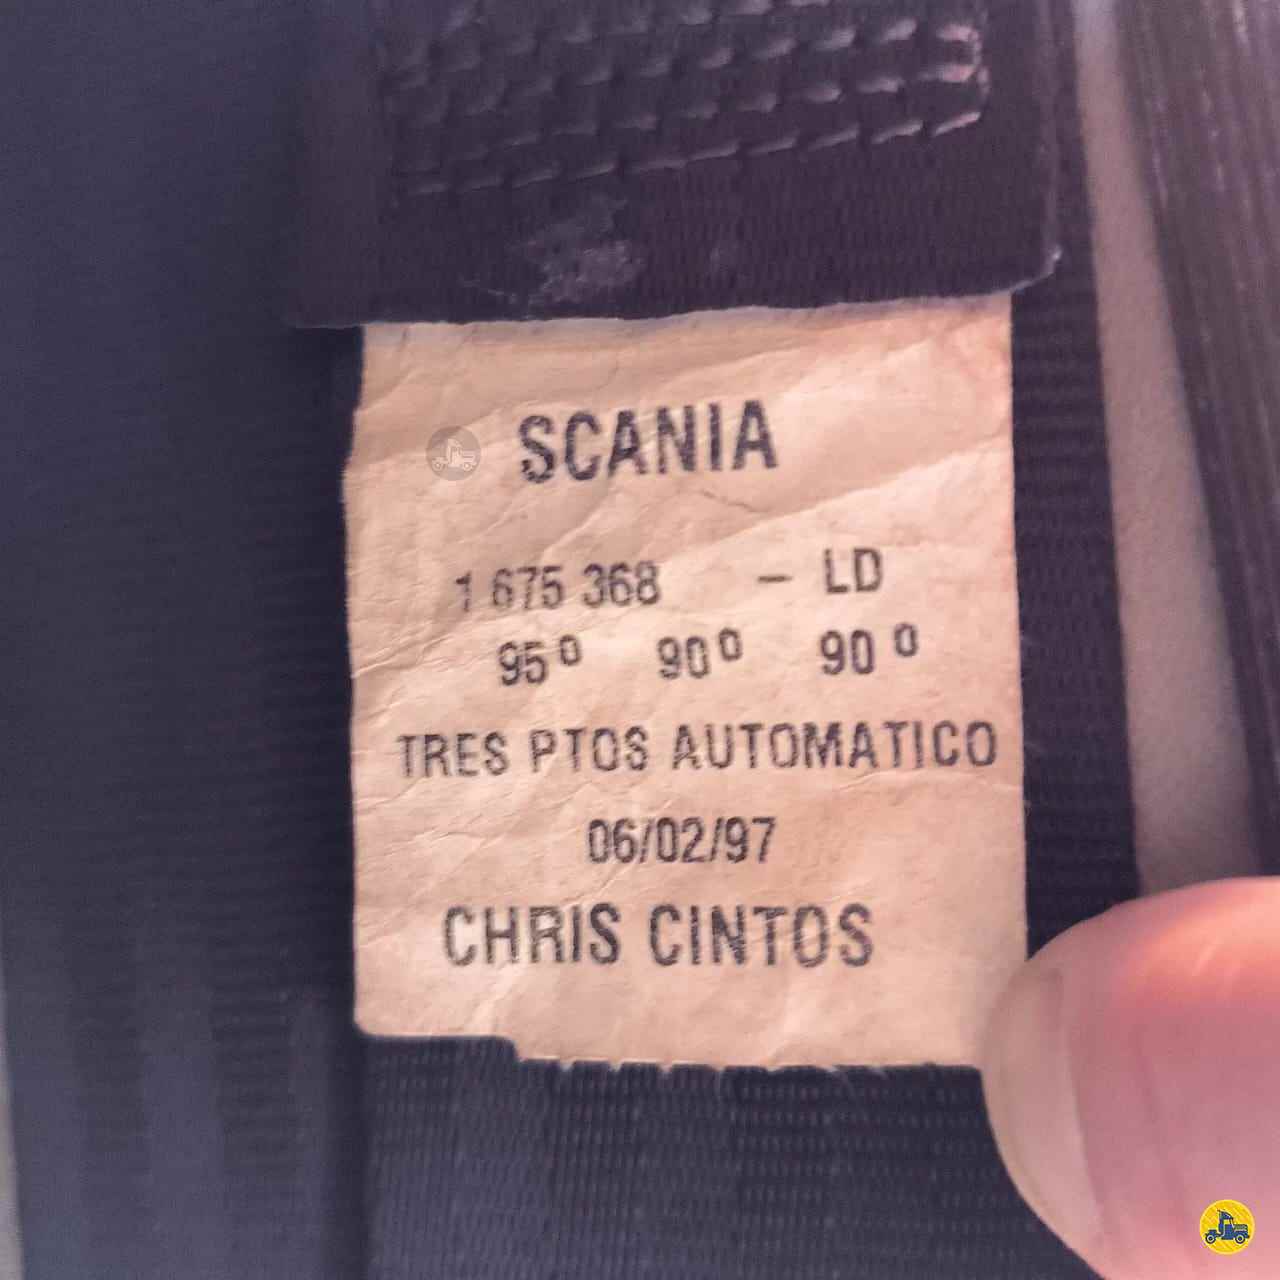 SCANIA
1 675 368 - LD
95º 90º 90º
TRES PTOS AUTOMATICO
06/02/97
CHRIS CINTOS